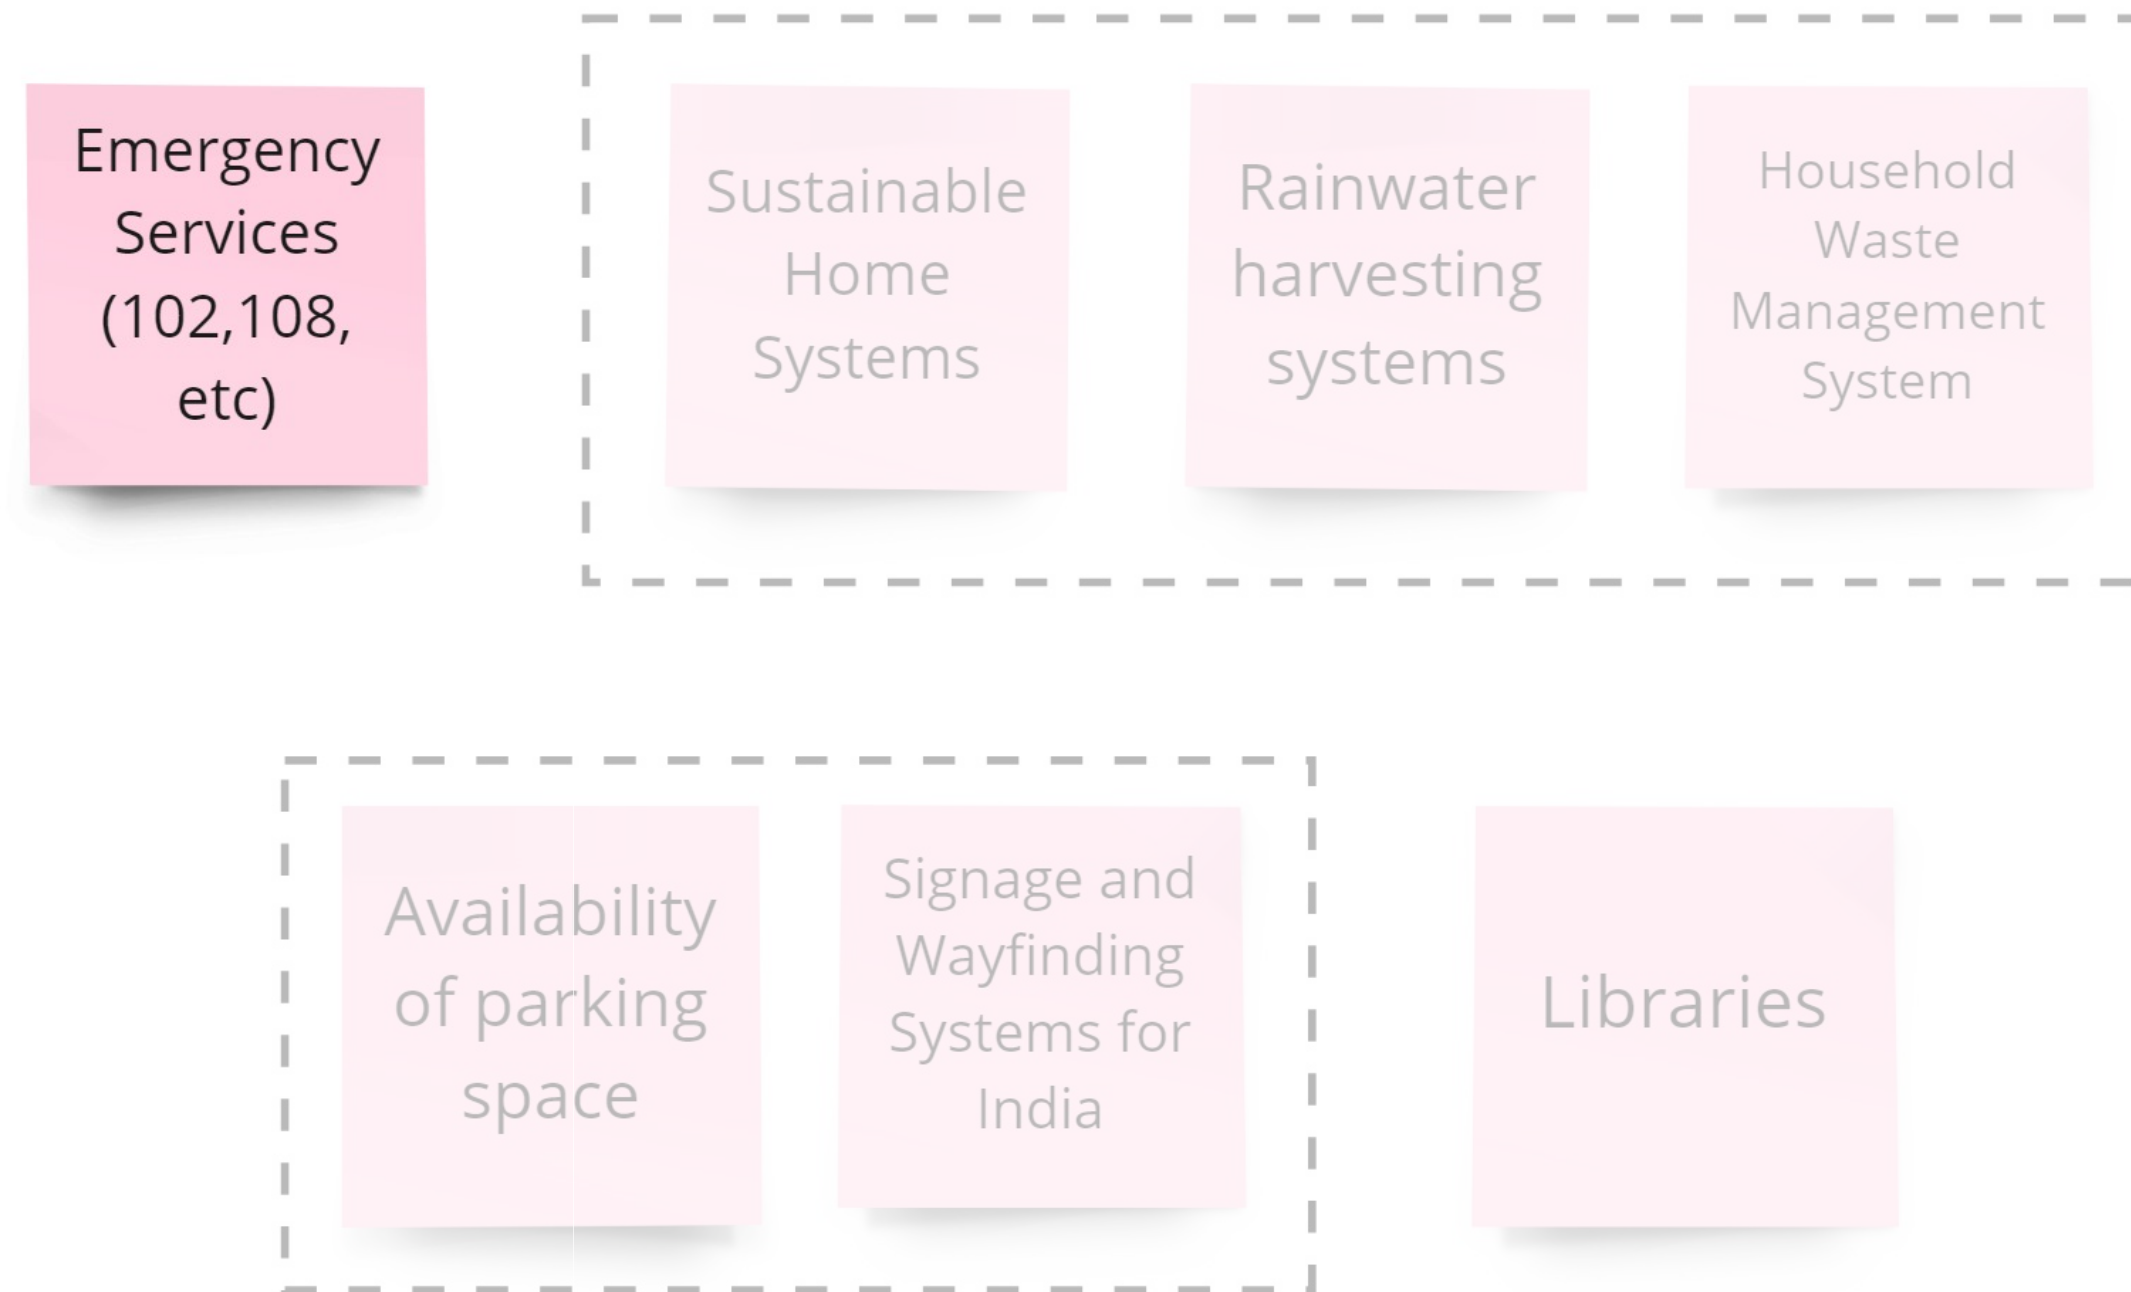 Emergency
Services
(102,108,
etc)
Sustainable
Home
Systems
Rainwater
harvesting
systems
Household
Waste
Management
System
Availability
of parking
space
Signage and
Wayfinding
Systems for
India
Libraries